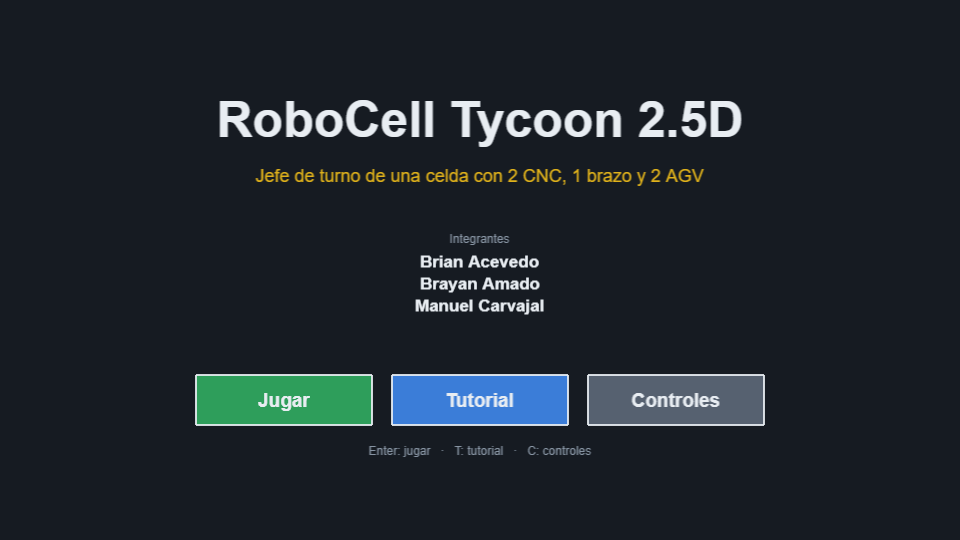 RoboCell Tycoon 2.5D
Jefe de turno de una celda con 2 CNC, 1 brazo y 2 AGV
Integrantes
Brian Acevedo
Brayan Amado
Manuel Carvajal
Jugar
Tutorial
Controles
Enter: jugar · T: tutorial · C: controles